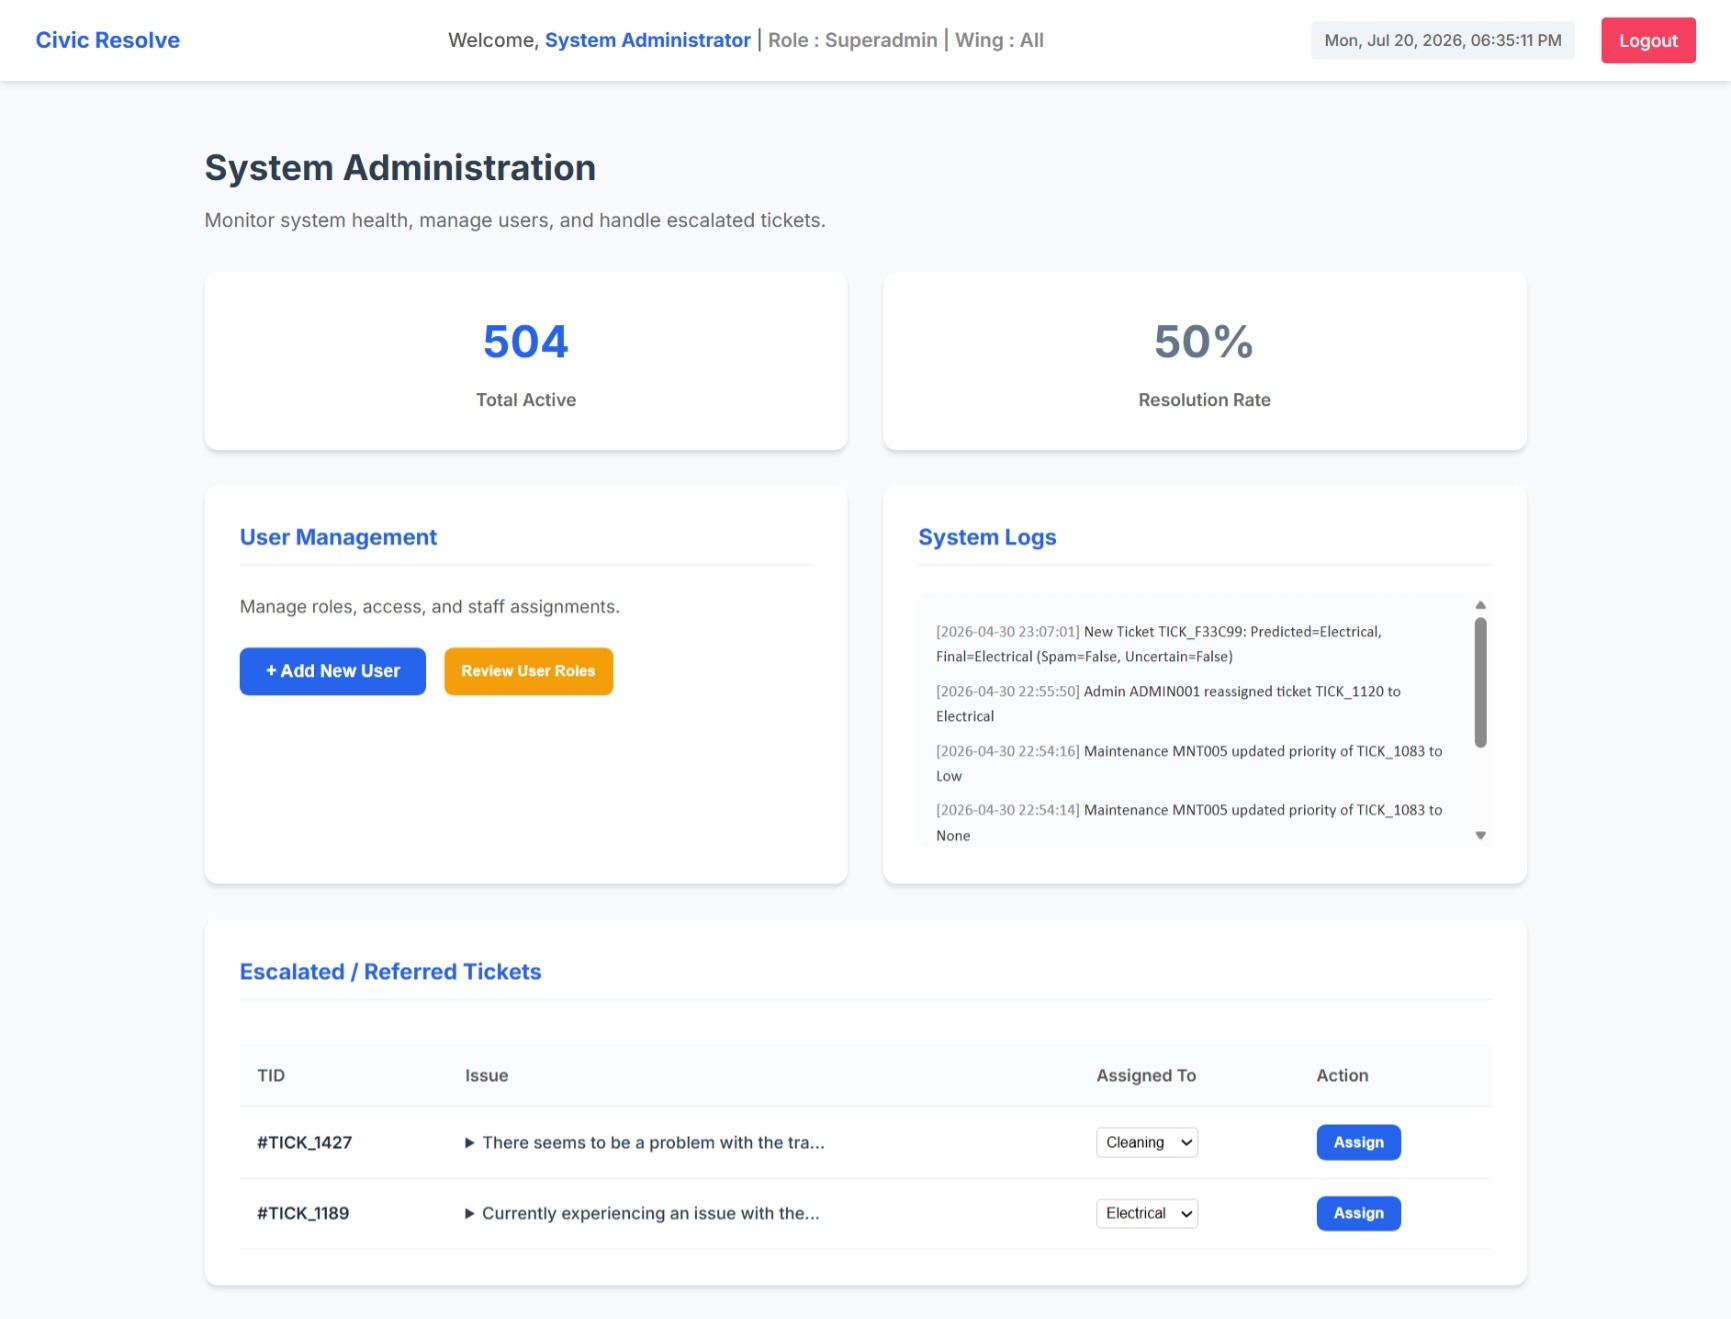 Civic Resolve
Welcome, System Administrator | Role : Superadmin | Wing : All
Mon, Jul 20, 2026, 06:35:11 PM
Logout
System Administration
Monitor system health, manage users, and handle escalated tickets.
504
Total Active
50%
Resolution Rate
User Management
Manage roles, access, and staff assignments.
+ Add New User
Review User Roles
System Logs
[2026-04-30 23:07:01] New Ticket TICK_F33C99: Predicted=Electrical,
Final=Electrical (Spam=False, Uncertain=False)
[2026-04-30 22:55:50] Admin ADMIN001 reassigned ticket TICK_1120 to
Electrical
[2026-04-30 22:54:16] Maintenance MNT005 updated priority of TICK_1083 to
Low
[2026-04-30 22:54:14] Maintenance MNT005 updated priority of TICK_1083 to
None
Escalated / Referred Tickets
TID Issue Assigned To Action
#TICK_1427 There seems to be a problem with the tra... Cleaning Assign
#TICK_1189 Currently experiencing an issue with the... Electrical Assign